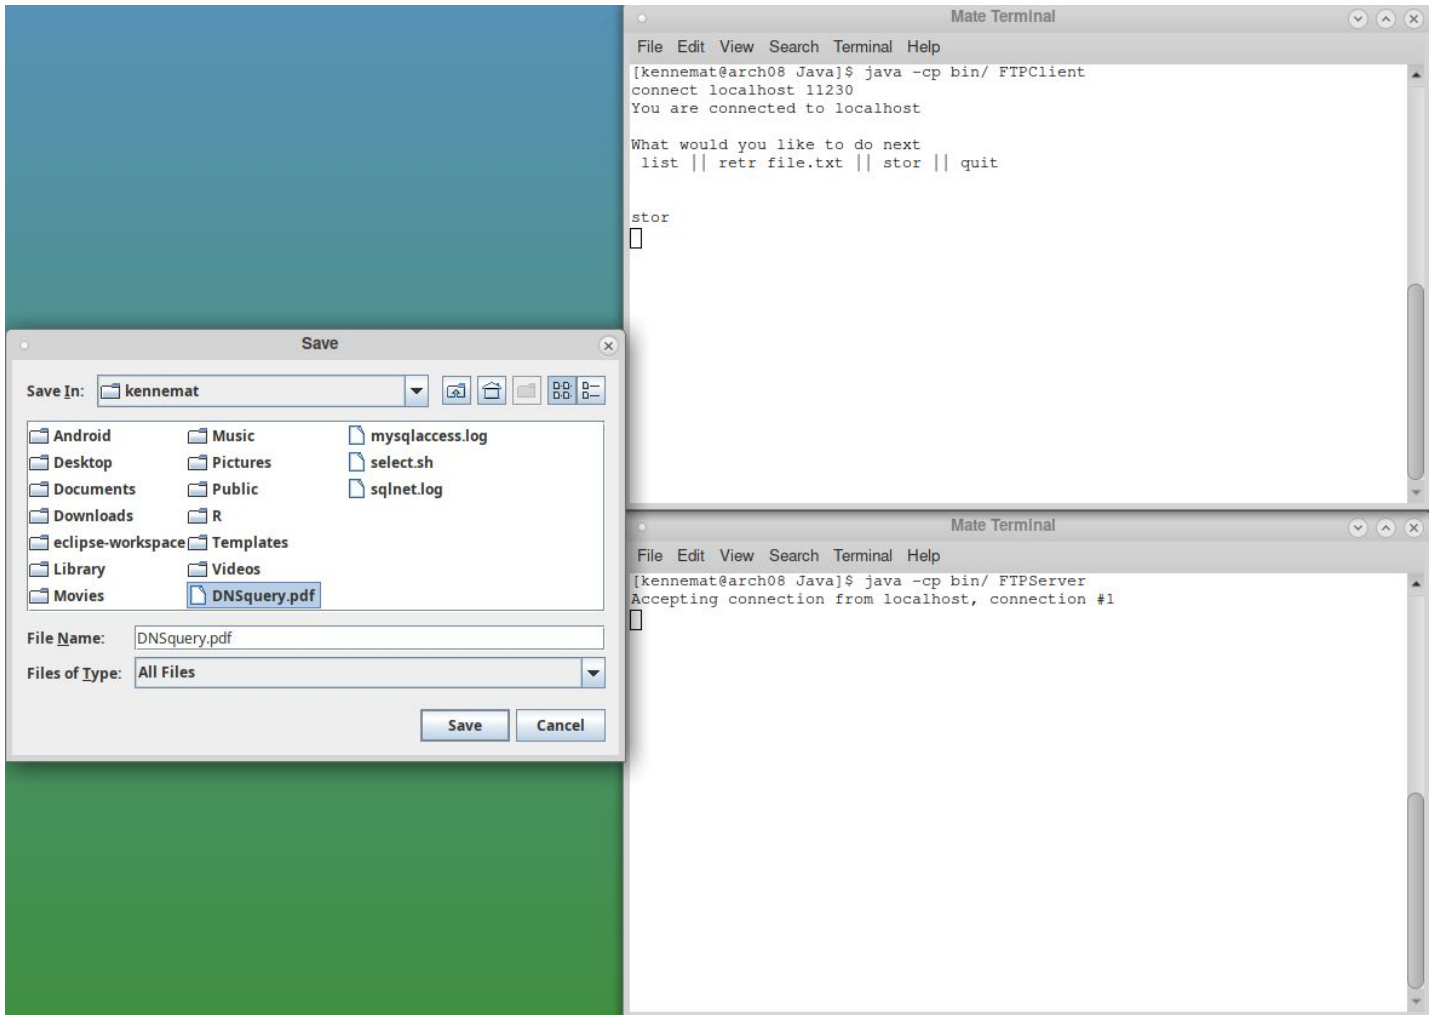 Mate Terminal
File Edit View Search Terminal Help
[kennemat@arch08 Java]$ java -cp bin/ FTPClient
connect localhost 11230
You are connected to localhost
What would you like to do next
list || retr file.txt || stor || quit
stor
Save
Save In: kennemat
Android Music mysqlaccess.log
Desktop Pictures select.sh
Documents Public sqlnet.log
Downloads R
eclipse-workspace Templates
Library Videos
Movies DNSquery.pdf
File Name: DNSquery.pdf
Files of Type: All Files
Save Cancel
Mate Terminal
File Edit View Search Terminal Help
[kennemat@arch08 Java]$ java -cp bin/ FTPServer
Accepting connection from localhost, connection #1